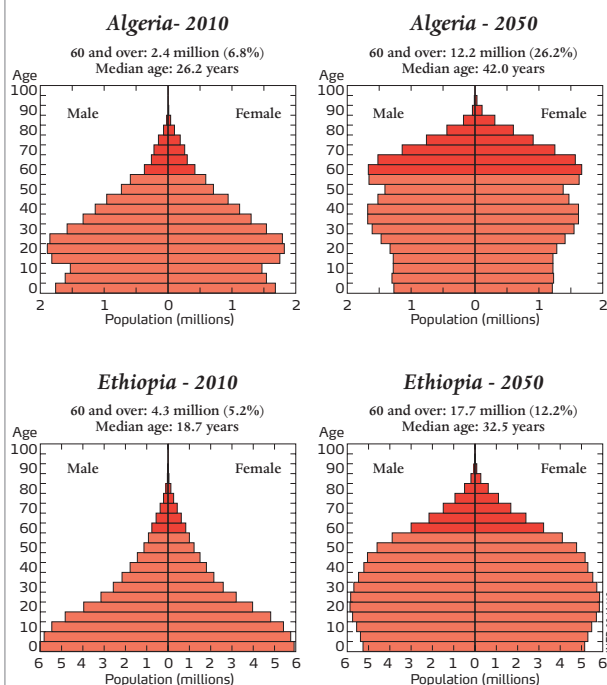 Algeria- 2010
60 and over: 2.4 million (6.8%)
Median age: 26.2 years
Age
100
90
80
70
60
50
40
30
20
10
0
Male
Female
2 1 0 1 2
Population (millions)
Algeria - 2050
60 and over: 12.2 million (26.2%)
Median age: 42.0 years
Age
100
90
80
70
60
50
40
30
20
10
0
Male
Female
2 1 0 1 2
Population (millions)
Ethiopia - 2010
60 and over: 4.3 million (5.2%)
Median age: 18.7 years
Age
100
90
80
70
60
50
40
30
20
10
0
Male
Female
6 5 4 3 2 1 0 1 2 3 4 5 6
Population (millions)
Ethiopia - 2050
60 and over: 17.7 million (12.2%)
Median age: 32.5 years
Age
100
90
80
70
60
50
40
30
20
10
0
Male
Female
6 5 4 3 2 1 0 1 2 3 4 5 6
Population (millions)